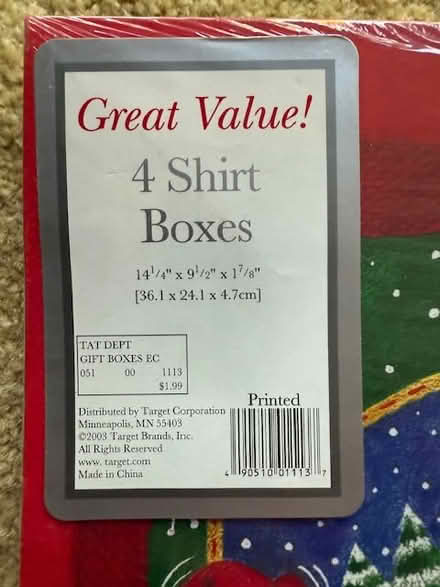 Great Value!
4 Shirt
Boxes
14 1/4" x 9 1/2" x 1 7/8"
[36.1 x 24.1 x 4.7cm]
TAT DEPT
GIFT BOXES EC
051 00 1113
$1.99
Printed
Distributed by Target Corporation
Minneapolis, MN 55403
©2003 Target Brands, Inc.
All Rights Reserved
www.target.com
Made in China
4 90510 01113 7